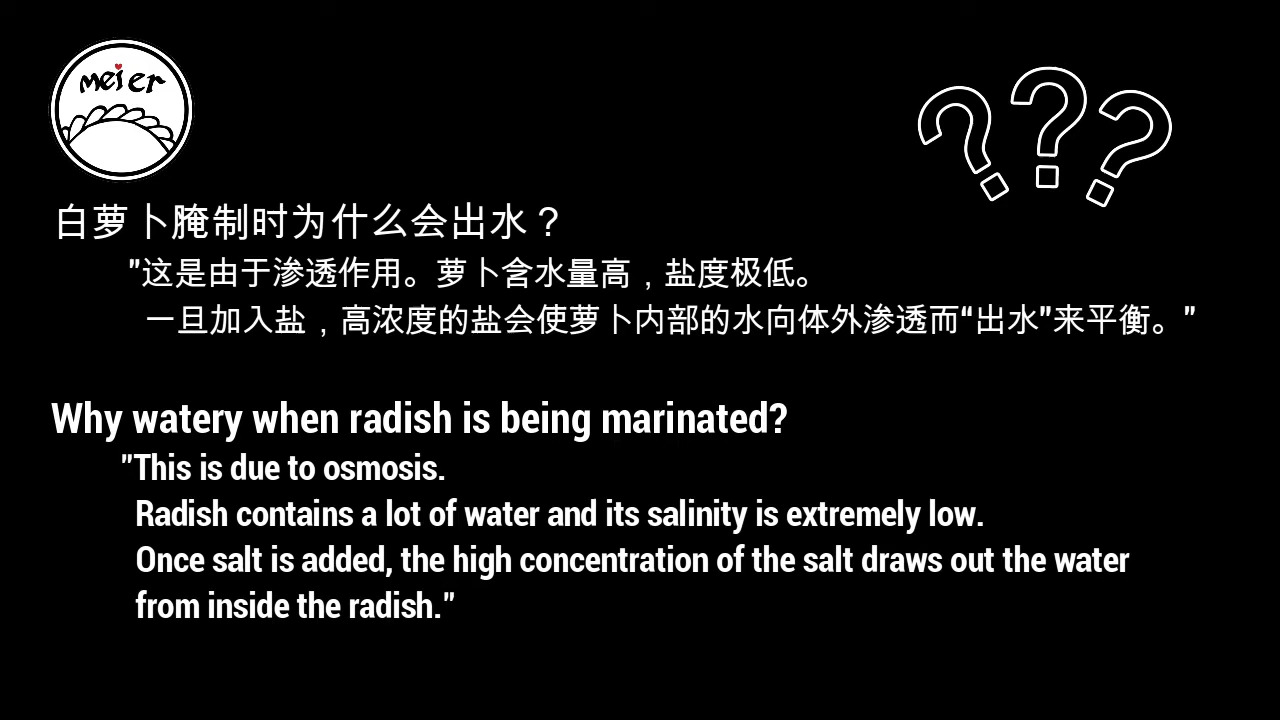 meier
???
白萝卜腌制时为什么会出水？
"这是由于渗透作用。萝卜含水量高，盐度极低。
一旦加入盐，高浓度的盐会使萝卜内部的水向体外渗透而“出水”来平衡。”
Why watery when radish is being marinated?
"This is due to osmosis.
Radish contains a lot of water and its salinity is extremely low.
Once salt is added, the high concentration of the salt draws out the water
from inside the radish."